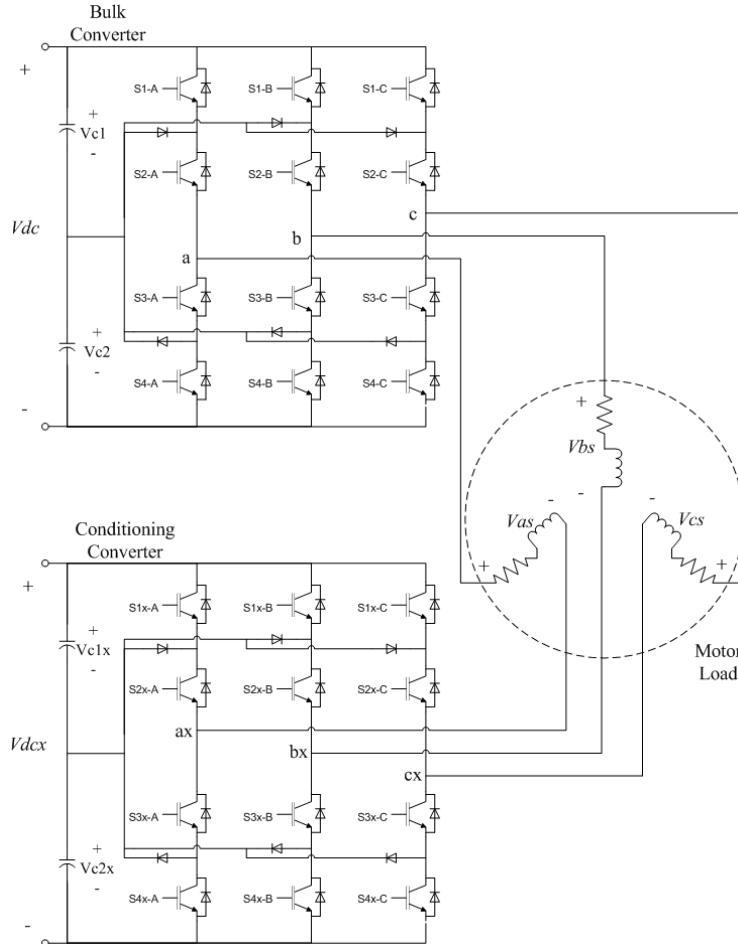 Bulk
Converter
+
S1-A
S1-B
S1-C
+
Vc1
-
S2-A
S2-B
S2-C
Vdc
c
b
a
S3-A
S3-B
S3-C
+
Vc2
-
S4-A
S4-B
S4-C
-
+
Vbs
-
-
-
Vas
Vcs
+
+
Motor
Load
Conditioning
Converter
+
S1x-A
S1x-B
S1x-C
+
Vc1x
-
S2x-A
S2x-B
S2x-C
ax
Vdcx
bx
cx
S3x-A
S3x-B
S3x-C
+
Vc2x
-
S4x-A
S4x-B
S4x-C
-